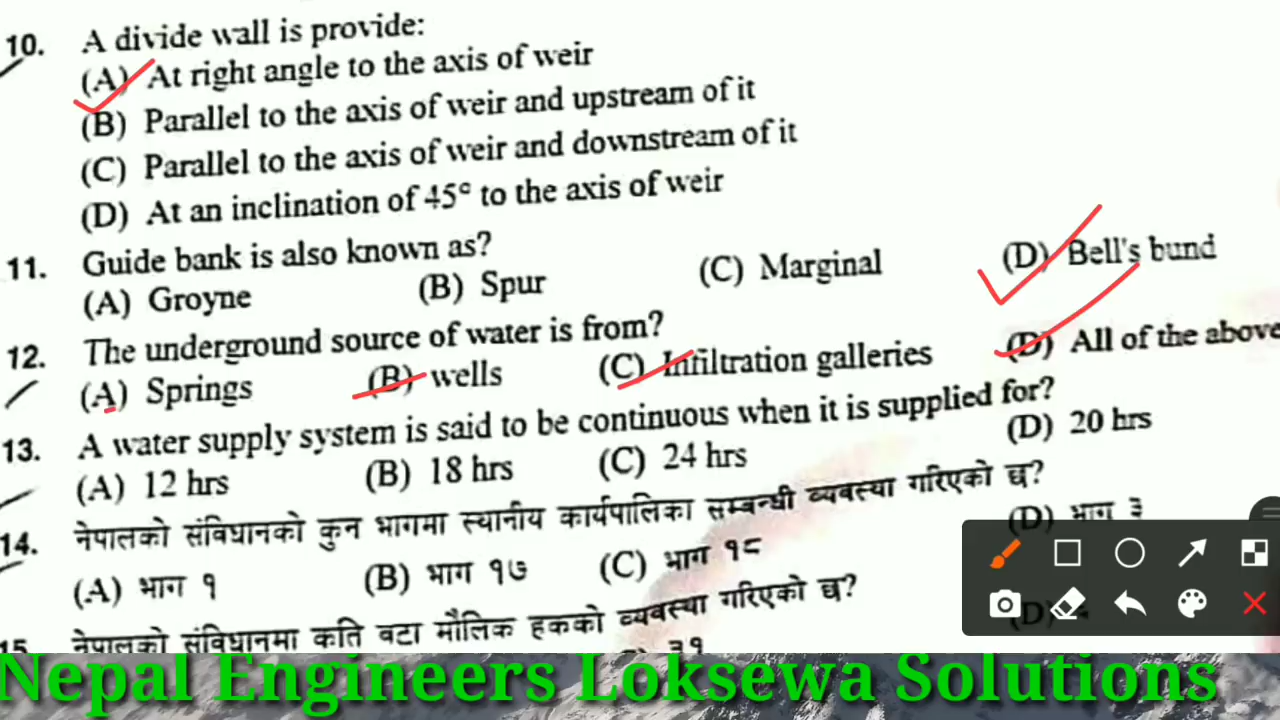 10. A divide wall is provide:
(A) At right angle to the axis of weir
(B) Parallel to the axis of weir and upstream of it
(C) Parallel to the axis of weir and downstream of it
(D) At an inclination of 45° to the axis of weir
11. Guide bank is also known as?
(A) Groyne (B) Spur (C) Marginal (D) Bell's bund
12. The underground source of water is from?
(A) Springs (B) wells (C) Infiltration galleries (D) All of the above
13. A water supply system is said to be continuous when it is supplied for?
(A) 12 hrs (B) 18 hrs (C) 24 hrs (D) 20 hrs
14. नेपालको संविधानको कुन भागमा स्थानीय कार्यपालिका सम्बन्धी व्यवस्था गरिएको छ?
(A) भाग १ (B) भाग १७ (C) भाग १८ (D) भाग ३
15. नेपालको संविधानमा कति वटा मौलिक हकको व्यवस्था गरिएको छ?
३१ (D)
Nepal Engineers Loksewa Solutions